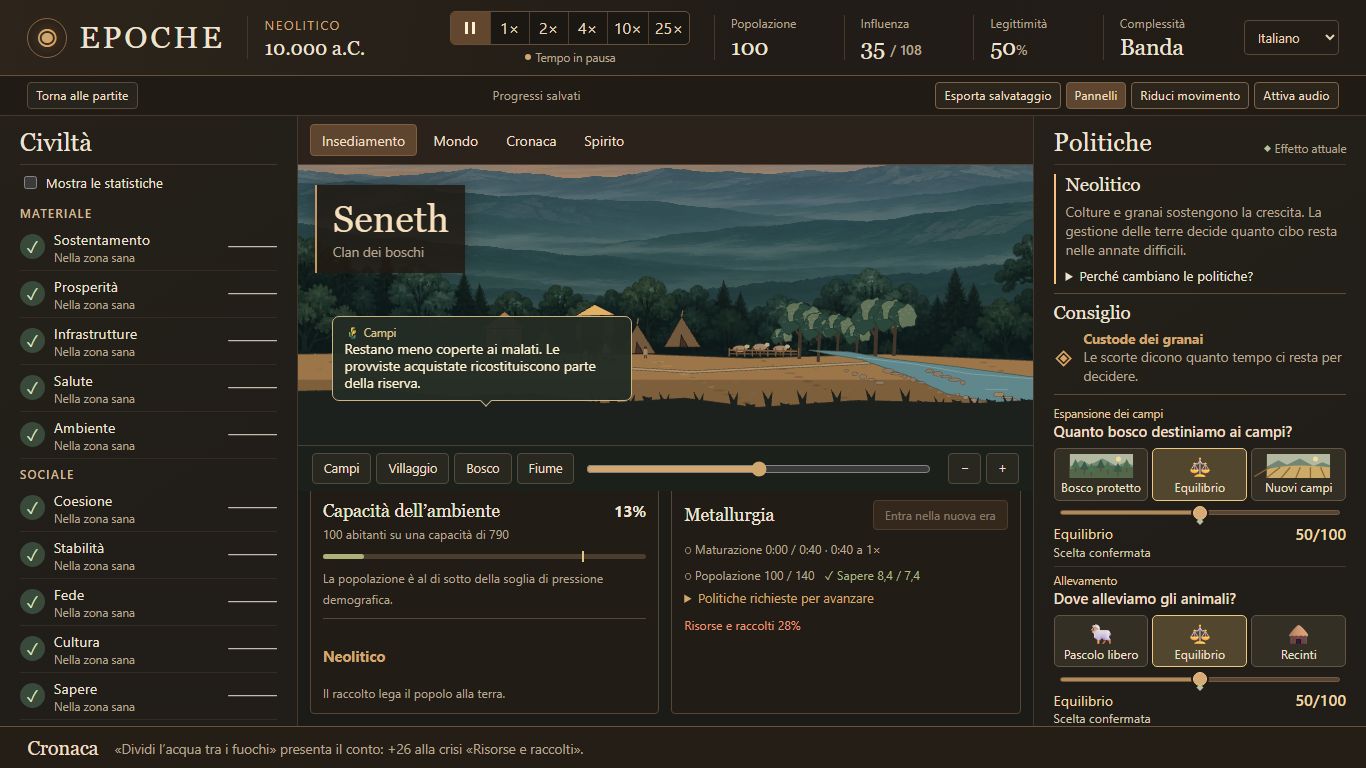 EPOCHE
NEOLITICO
10.000 a.C.
1×
2×
4×
10×
25×
Tempo in pausa
Popolazione
100
Influenza
35 / 108
Legittimità
50%
Complessità
Banda
Italiano
Torna alle partite
Progressi salvati
Esporta salvataggio
Pannelli
Riduci movimento
Attiva audio
Civiltà
Mostra le statistiche
MATERIALE
Sostentamento
Nella zona sana
Prosperità
Nella zona sana
Infrastrutture
Nella zona sana
Salute
Nella zona sana
Ambiente
Nella zona sana
SOCIALE
Coesione
Nella zona sana
Stabilità
Nella zona sana
Fede
Nella zona sana
Cultura
Nella zona sana
Sapere
Nella zona sana
Insediamento
Mondo
Cronaca
Spirito
Seneth
Clan dei boschi
Campi
Restano meno coperte ai malati. Le
provviste acquistate ricostituiscono parte
della riserva.
Campi
Villaggio
Bosco
Fiume
−
+
Capacità dell’ambiente
13%
100 abitanti su una capacità di 790
La popolazione è al di sotto della soglia di pressione
demografica.
Neolitico
Il raccolto lega il popolo alla terra.
Metallurgia
Entra nella nuova era
○ Maturazione 0:00 / 0:40 · 0:40 a 1×
○ Popolazione 100 / 140 ✓ Sapere 8,4 / 7,4
▶ Politiche richieste per avanzare
Risorse e raccolti 28%
Politiche
◆ Effetto attuale
Neolitico
Colture e granai sostengono la crescita. La
gestione delle terre decide quanto cibo resta
nelle annate difficili.
▶ Perché cambiano le politiche?
Consiglio
Custode dei granai
Le scorte dicono quanto tempo ci resta per
decidere.
Espansione dei campi
Quanto bosco destiniamo ai campi?
Bosco protetto
Equilibrio
Nuovi campi
Equilibrio
50/100
Scelta confermata
Allevamento
Dove alleviamo gli animali?
Pascolo libero
Equilibrio
Recinti
Equilibrio
50/100
Scelta confermata
Cronaca
«Dividi l’acqua tra i fuochi» presenta il conto: +26 alla crisi «Risorse e raccolti».